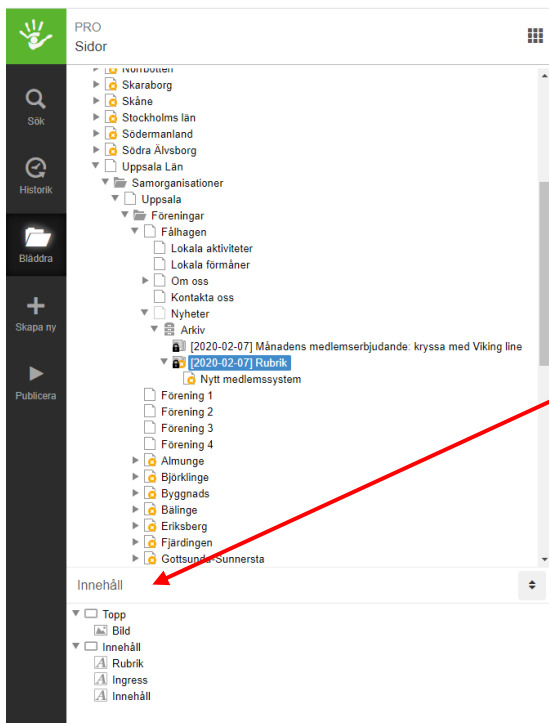 PRO
Sidor
Sök
Historik
Bläddra
Skapa ny
Publicera
Norrbotten
Skaraborg
Skåne
Stockholms län
Södermanland
Södra Älvsborg
Uppsala Län
Samorganisationer
Uppsala
Föreningar
Fålhagen
Lokala aktiviteter
Lokala förmåner
Om oss
Kontakta oss
Nyheter
Arkiv
[2020-02-07] Månadens medlemserbjudande: kryssa med Viking line
[2020-02-07] Rubrik
Nytt medlemssystem
Förening 1
Förening 2
Förening 3
Förening 4
Almunge
Björklinge
Byggnads
Bälinge
Eriksberg
Fjärdingen
Gottsunda-Sunnersta
Innehåll
Topp
Bild
Innehåll
A Rubrik
A Ingress
A Innehåll